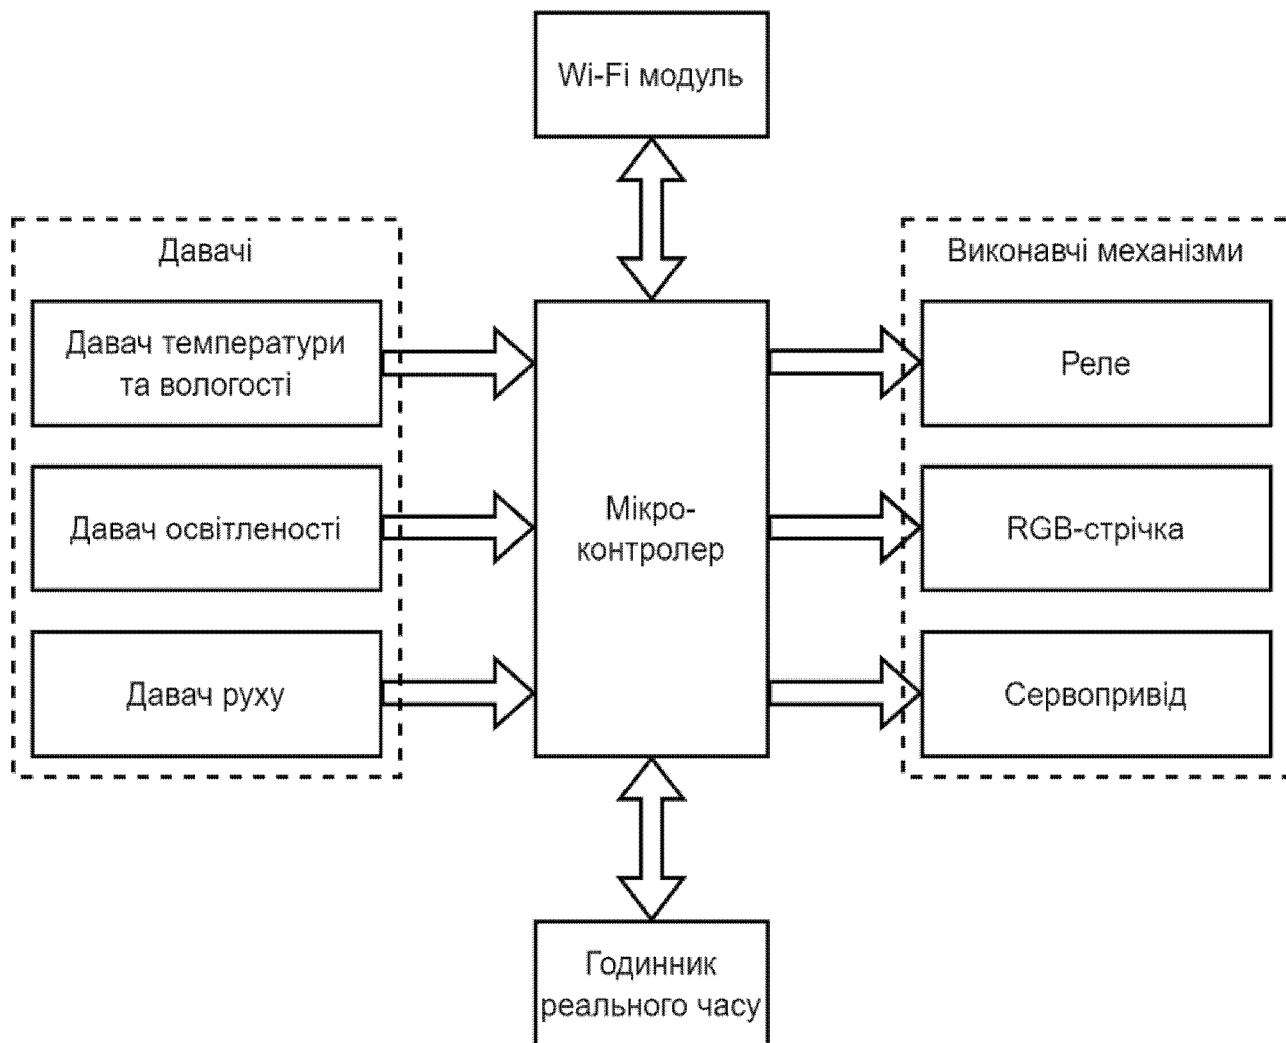 Wi-Fi модуль
Давачі
Давач температури
та вологості
Давач освітленості
Давач руху
Мікро-
контролер
Виконавчі механізми
Реле
RGB-стрічка
Сервопривід
Годинник
реального часу